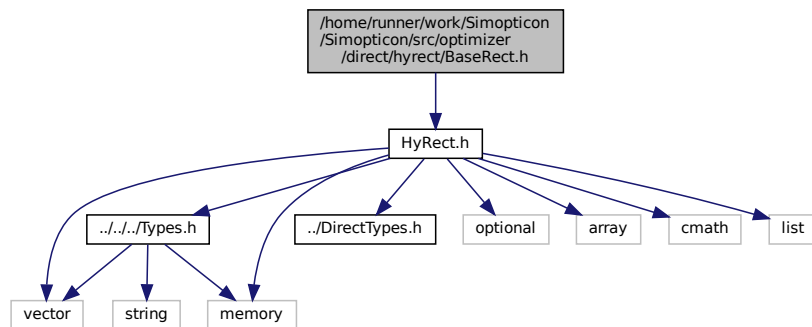 /home/runner/work/Simopticon
/Simopticon/src/optimizer
/direct/hyrect/BaseRect.h
HyRect.h
../../../Types.h
../DirectTypes.h
optional
array
cmath
list
vector
string
memory